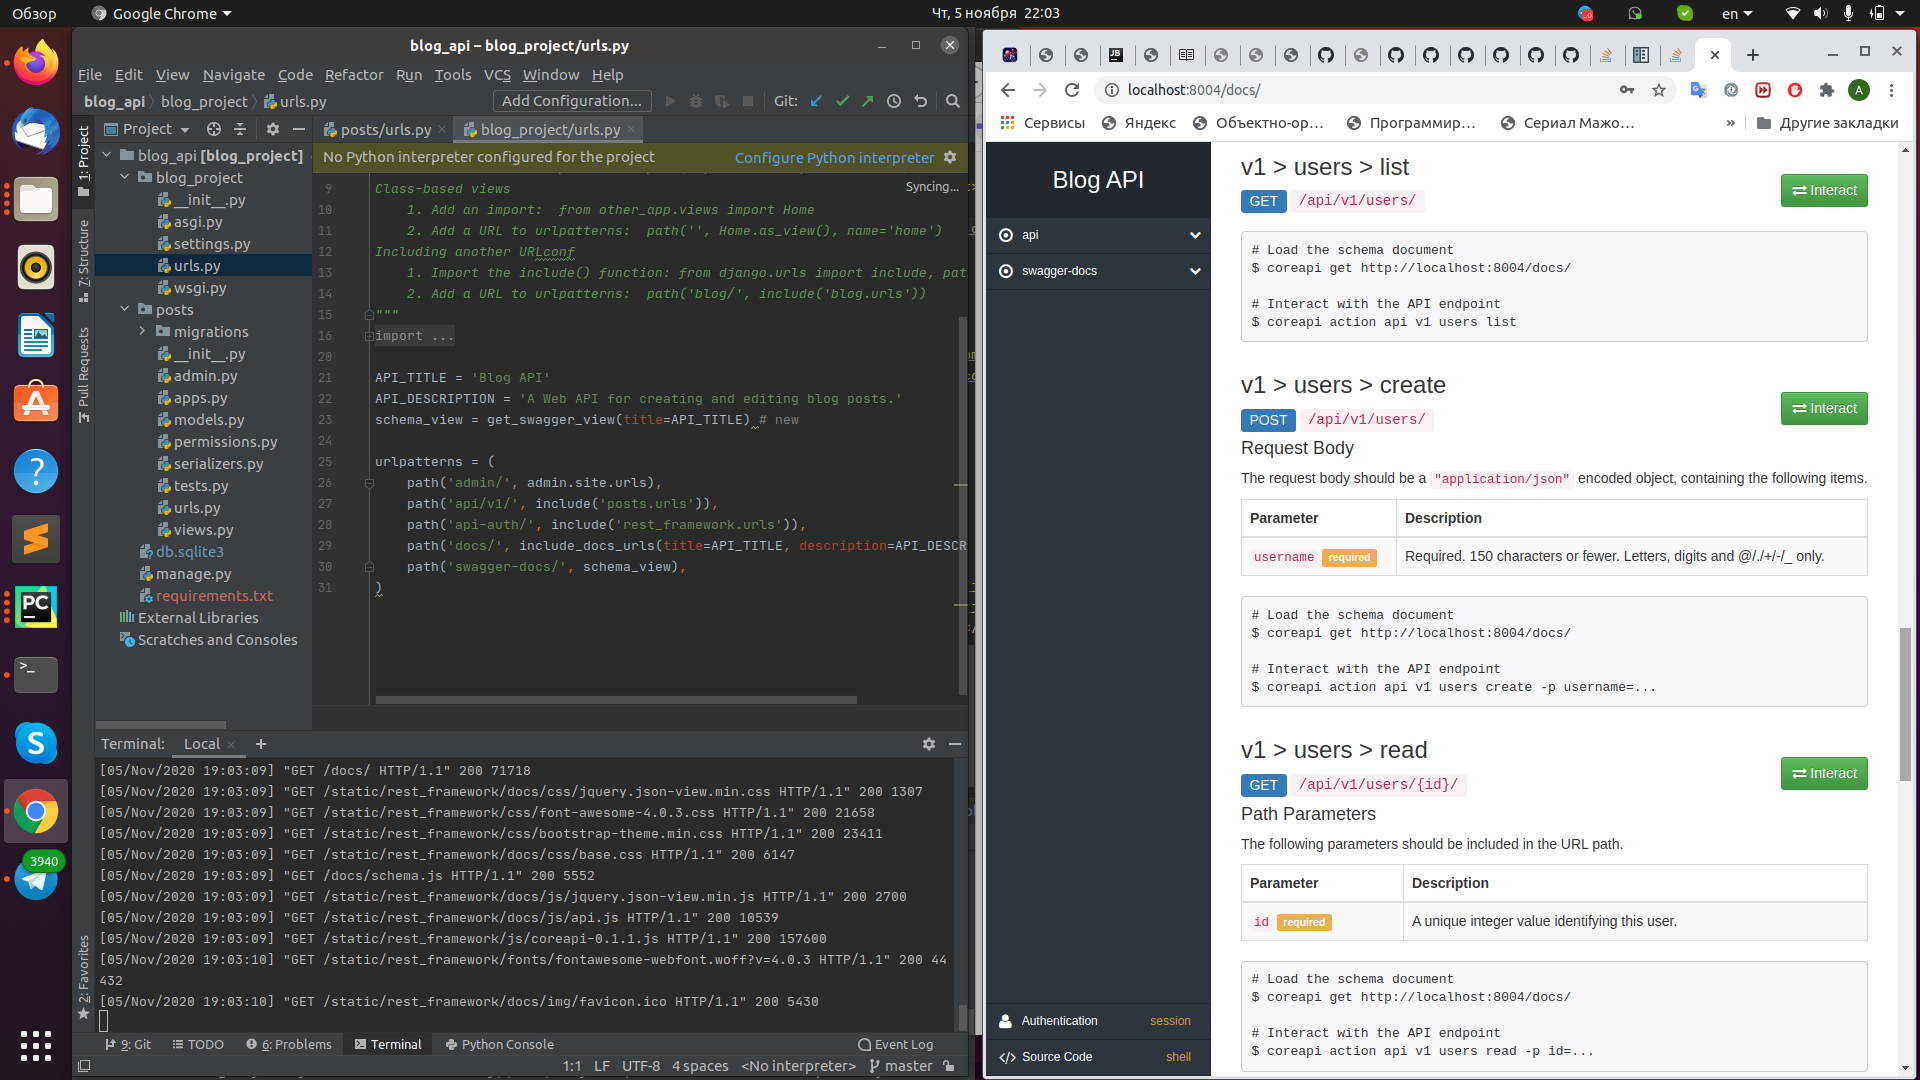 Обзор
Google Chrome
Чт, 5 ноября 22:03
en
blog_api – blog_project/urls.py
File Edit View Navigate Code Refactor Run Tools VCS Window Help
blog_api blog_project urls.py
Add Configuration...
Git:
Project
posts/urls.py
blog_project/urls.py
No Python interpreter configured for the project
Configure Python interpreter
Syncing...
1: Project
7: Structure
Pull Requests
2: Favorites
blog_api [blog_project]
blog_project
__init__.py
asgi.py
settings.py
urls.py
wsgi.py
posts
migrations
__init__.py
admin.py
apps.py
models.py
permissions.py
serializers.py
tests.py
urls.py
views.py
db.sqlite3
manage.py
requirements.txt
External Libraries
Scratches and Consoles
9 Class-based views
10 1. Add an import:  from other_app.views import Home
11 2. Add a URL to urlpatterns:  path('', Home.as_view(), name='home')
12 Including another URLconf
13 1. Import the include() function: from django.urls import include, pat
14 2. Add a URL to urlpatterns:  path('blog/', include('blog.urls'))
15 """
16 import ...
20
21 API_TITLE = 'Blog API'
22 API_DESCRIPTION = 'A Web API for creating and editing blog posts.'
23 schema_view = get_swagger_view(title=API_TITLE) # new
24
25 urlpatterns = (
26 path('admin/', admin.site.urls),
27 path('api/v1/', include('posts.urls')),
28 path('api-auth/', include('rest_framework.urls')),
29 path('docs/', include_docs_urls(title=API_TITLE, description=API_DESCR
30 path('swagger-docs/', schema_view),
31 )
Terminal: Local
[05/Nov/2020 19:03:09] "GET /docs/ HTTP/1.1" 200 71718
[05/Nov/2020 19:03:09] "GET /static/rest_framework/docs/css/jquery.json-view.min.css HTTP/1.1" 200 1307
[05/Nov/2020 19:03:09] "GET /static/rest_framework/css/font-awesome-4.0.3.css HTTP/1.1" 200 21658
[05/Nov/2020 19:03:09] "GET /static/rest_framework/css/bootstrap-theme.min.css HTTP/1.1" 200 23411
[05/Nov/2020 19:03:09] "GET /static/rest_framework/docs/css/base.css HTTP/1.1" 200 6147
[05/Nov/2020 19:03:09] "GET /docs/schema.js HTTP/1.1" 200 5552
[05/Nov/2020 19:03:09] "GET /static/rest_framework/docs/js/jquery.json-view.min.js HTTP/1.1" 200 2700
[05/Nov/2020 19:03:09] "GET /static/rest_framework/docs/js/api.js HTTP/1.1" 200 10539
[05/Nov/2020 19:03:09] "GET /static/rest_framework/js/coreapi-0.1.1.js HTTP/1.1" 200 157600
[05/Nov/2020 19:03:10] "GET /static/rest_framework/fonts/fontawesome-webfont.woff?v=4.0.3 HTTP/1.1" 200 44
432
[05/Nov/2020 19:03:10] "GET /static/rest_framework/docs/img/favicon.ico HTTP/1.1" 200 5430
9: Git TODO 6: Problems Terminal Python Console Event Log
1:1 LF UTF-8 4 spaces <No interpreter> master
3940
localhost:8004/docs/
A
Сервисы Яндекс Объектно-ор... Программир... Сериал Мажо... » Другие закладки
Blog API
api
swagger-docs
Authentication session
Source Code shell
v1 > users > list
GET /api/v1/users/
Interact
# Load the schema document
$ coreapi get http://localhost:8004/docs/
# Interact with the API endpoint
$ coreapi action api v1 users list
v1 > users > create
POST /api/v1/users/
Interact
Request Body
The request body should be a "application/json" encoded object, containing the following items.
Parameter Description
username required Required. 150 characters or fewer. Letters, digits and @/./+/-/_ only.
# Load the schema document
$ coreapi get http://localhost:8004/docs/
# Interact with the API endpoint
$ coreapi action api v1 users create -p username=...
v1 > users > read
GET /api/v1/users/{id}/
Interact
Path Parameters
The following parameters should be included in the URL path.
Parameter Description
id required A unique integer value identifying this user.
# Load the schema document
$ coreapi get http://localhost:8004/docs/
# Interact with the API endpoint
$ coreapi action api v1 users read -p id=...